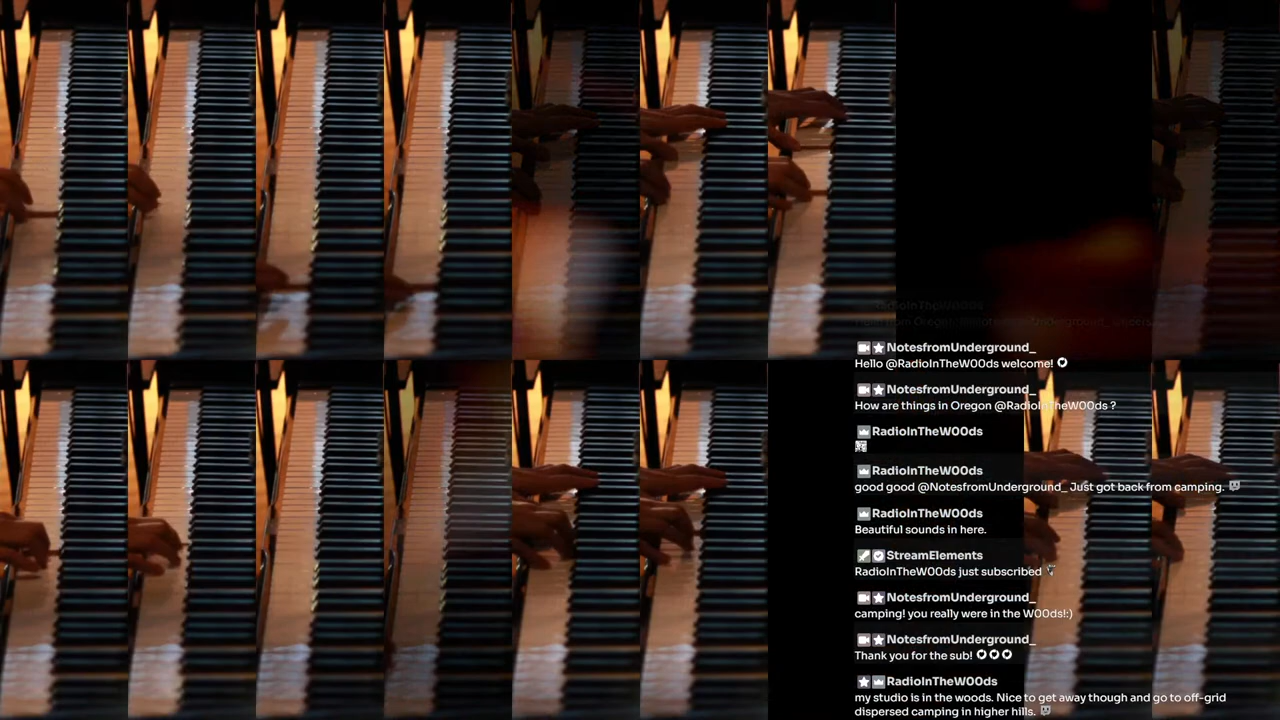 NotesfromUnderground_
Hello @RadioInTheW00ds welcome!
NotesfromUnderground_
How are things in Oregon @RadioInTheW00ds ?
RadioInTheW00ds
RadioInTheW00ds
good good @NotesfromUnderground_ Just got back from camping.
RadioInTheW00ds
Beautiful sounds in here.
StreamElements
RadioInTheW00ds just subscribed
NotesfromUnderground_
camping! you really were in the W00ds!:)
NotesfromUnderground_
Thank you for the sub!
RadioInTheW00ds
my studio is in the woods. Nice to get away though and go to off-grid
dispersed camping in higher hills.